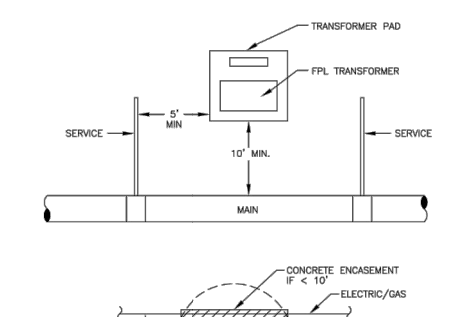 TRANSFORMER PAD
FPL TRANSFORMER
5'
MIN
SERVICE
SERVICE
10' MIN.
MAIN
CONCRETE ENCASEMENT
IF < 10'
ELECTRIC/GAS